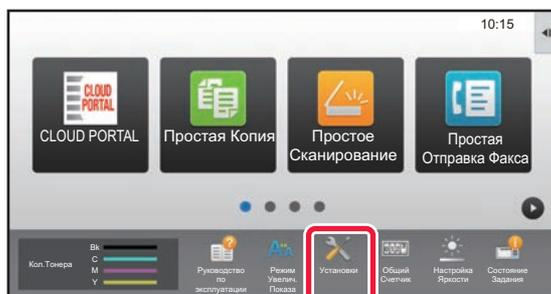 10:15
CLOUD
PORTAL
CLOUD PORTAL
Простая Копия
Простое
Сканирование
Простая
Отправка Факса
Кол.Тонера
Bk
C
M
Y
Руководство
по
эксплуатации
Режим
Увелич.
Показа
Установки
Общий
Счетчик
Настройка
Яркости
Состояние
Задания